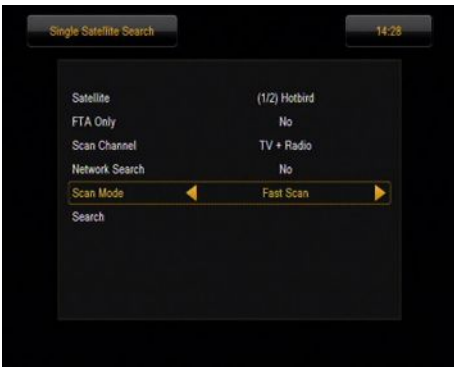 Single Satellite Search 14:28
Satellite (1/2) Hotbird
FTA Only No
Scan Channel TV + Radio
Network Search No
Scan Mode Fast Scan
Search